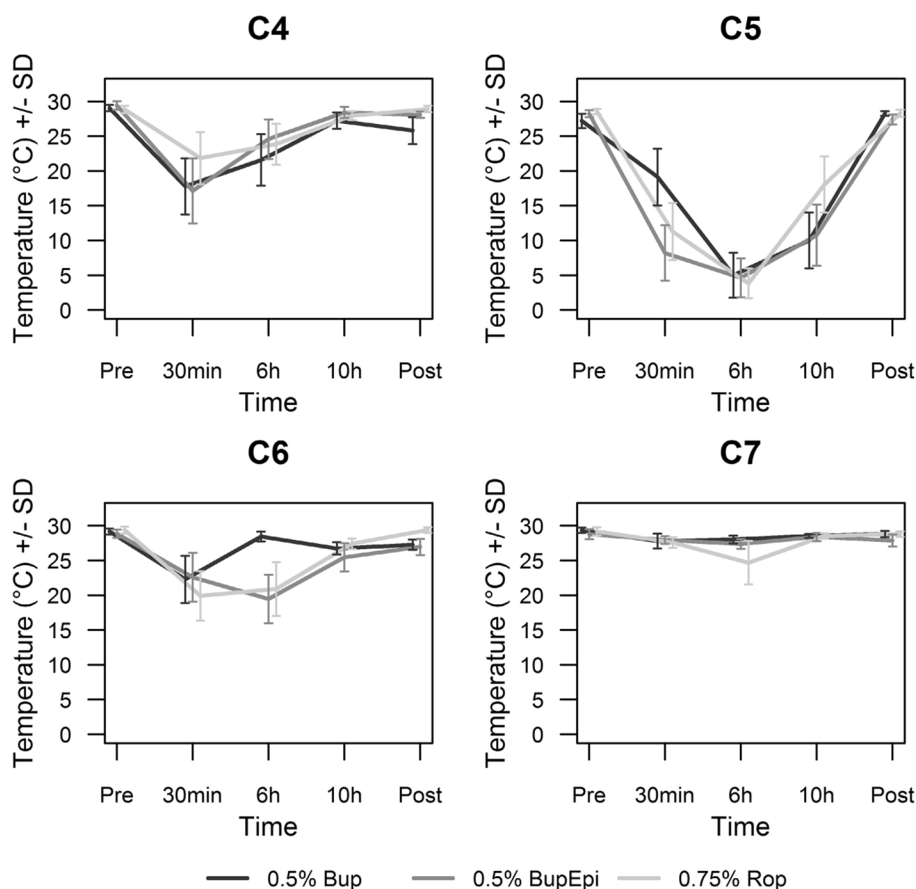 C4
Temperature (°C) +/- SD
30
25
20
15
10
5
0
Pre 30min 6h 10h Post
Time
C5
Temperature (°C) +/- SD
30
25
20
15
10
5
0
Pre 30min 6h 10h Post
Time
C6
Temperature (°C) +/- SD
30
25
20
15
10
5
0
Pre 30min 6h 10h Post
Time
C7
Temperature (°C) +/- SD
30
25
20
15
10
5
0
Pre 30min 6h 10h Post
Time
0.5% Bup 0.5% BupEpi 0.75% Rop